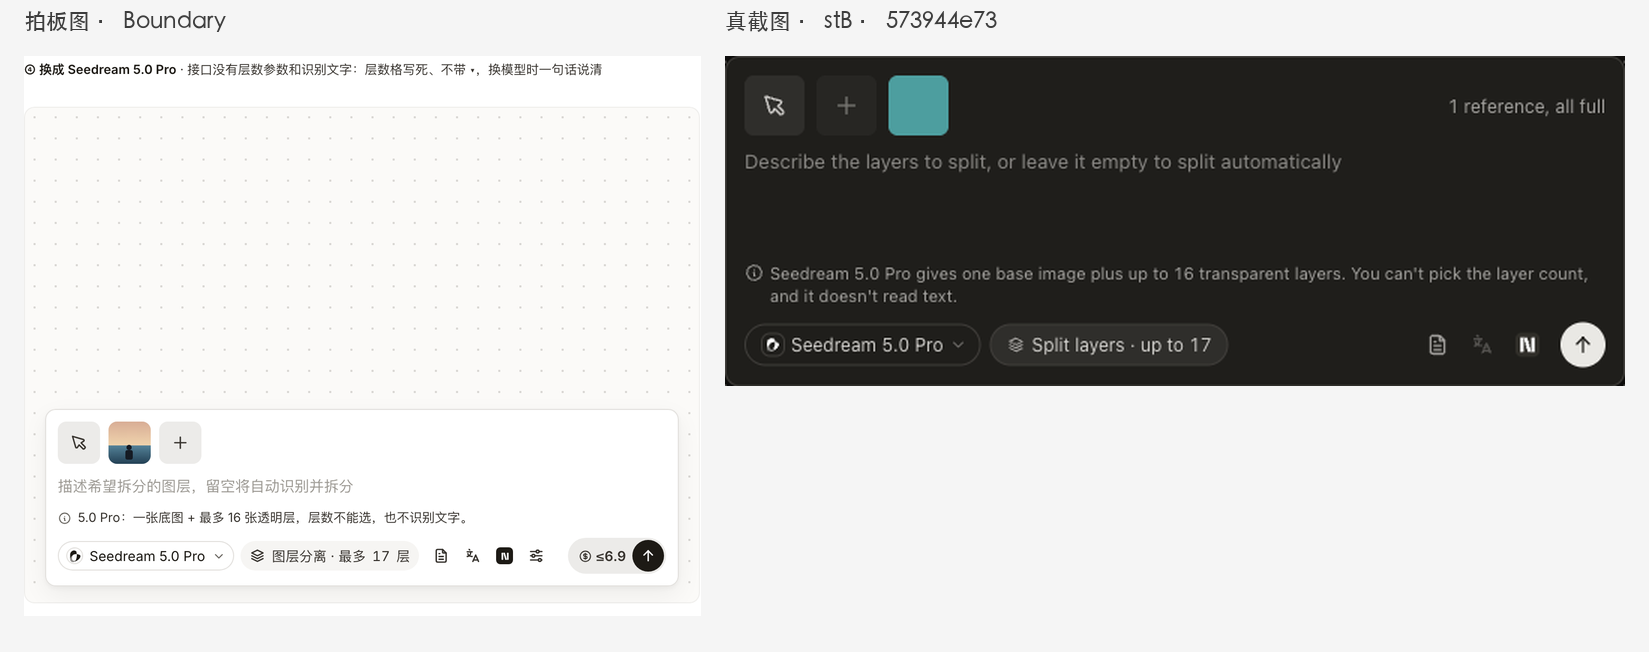 拍板图 · Boundary
④ 换成 Seedream 5.0 Pro · 接口没有层数参数和识别文字：层数格写死、不带 ▾，换模型时一句话说清
描述希望拆分的图层，留空将自动识别并拆分
5.0 Pro：一张底图 + 最多 16 张透明层，层数不能选，也不识别文字。
Seedream 5.0 Pro
图层分离 · 最多 17 层
≤6.9
真截图 · stB · 573944e73
1 reference, all full
Describe the layers to split, or leave it empty to split automatically
Seedream 5.0 Pro gives one base image plus up to 16 transparent layers. You can't pick the layer count,
and it doesn't read text.
Seedream 5.0 Pro
Split layers · up to 17